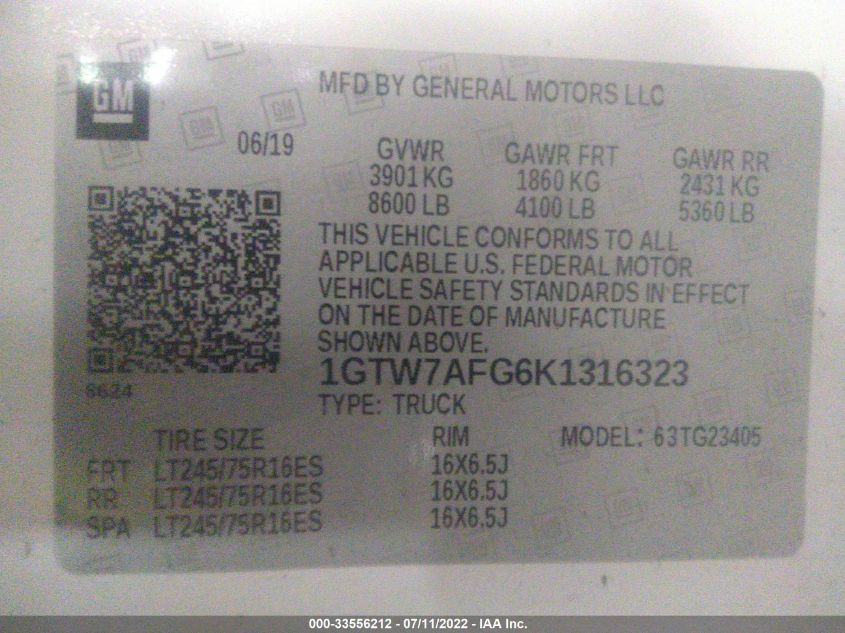 GM
MFD BY GENERAL MOTORS LLC
06/19
GVWR GAWR FRT GAWR RR
3901 KG 1860 KG 2431 KG
8600 LB 4100 LB 5360 LB
THIS VEHICLE CONFORMS TO ALL
APPLICABLE U.S. FEDERAL MOTOR
VEHICLE SAFETY STANDARDS IN EFFECT
ON THE DATE OF MANUFACTURE
SHOWN ABOVE.
1GTW7AFG6K1316323
8624
TYPE: TRUCK
TIRE SIZE RIM MODEL: 63TG23405
FRT LT245/75R16ES 16X6.5J
RR LT245/75R16ES 16X6.5J
SPA LT245/75R16ES 16X6.5J
000-33556212 - 07/11/2022 - IAA Inc.